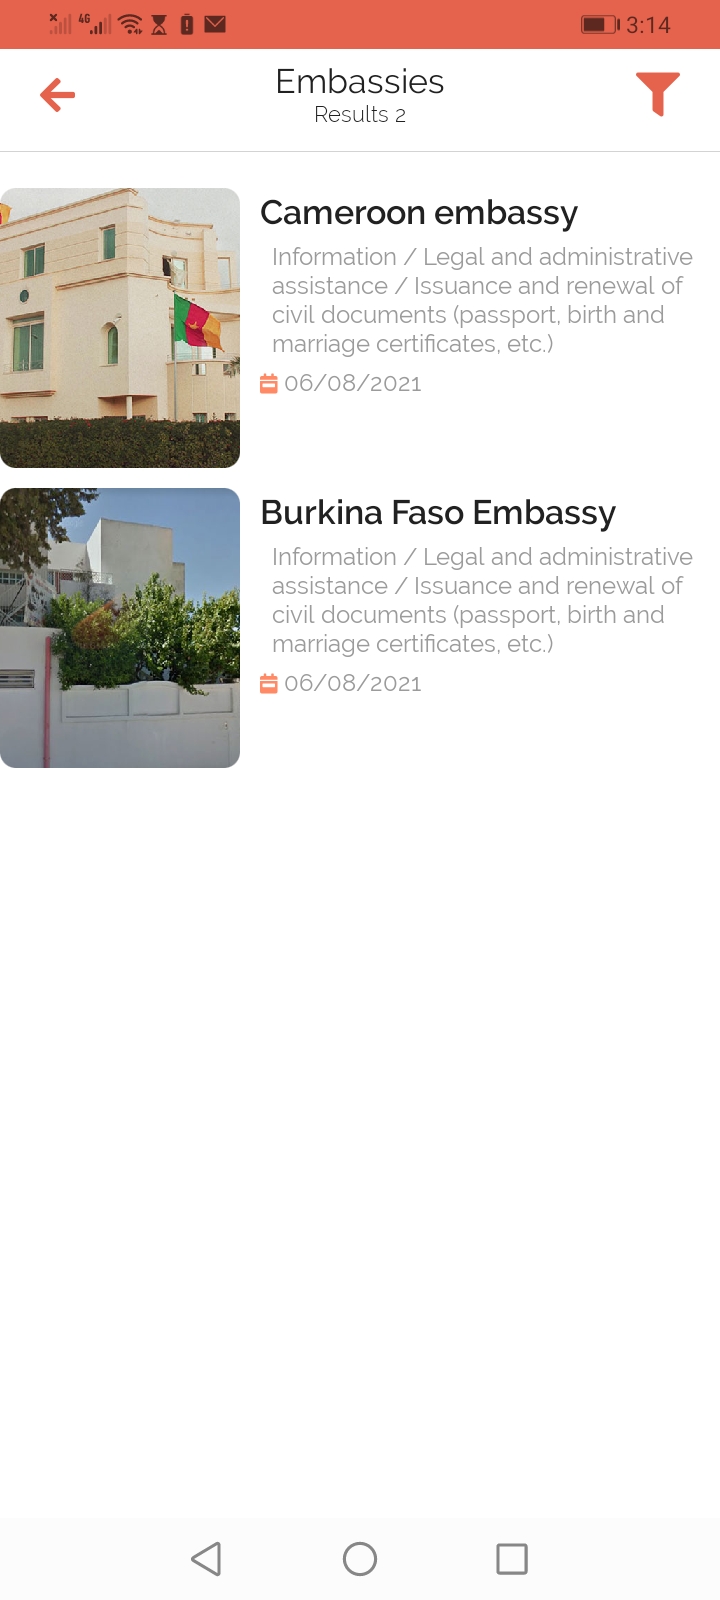 4G
3:14
Embassies
Results 2
Cameroon embassy
Information / Legal and administrative
assistance / Issuance and renewal of
civil documents (passport, birth and
marriage certificates, etc.)
06/08/2021
Burkina Faso Embassy
Information / Legal and administrative
assistance / Issuance and renewal of
civil documents (passport, birth and
marriage certificates, etc.)
06/08/2021